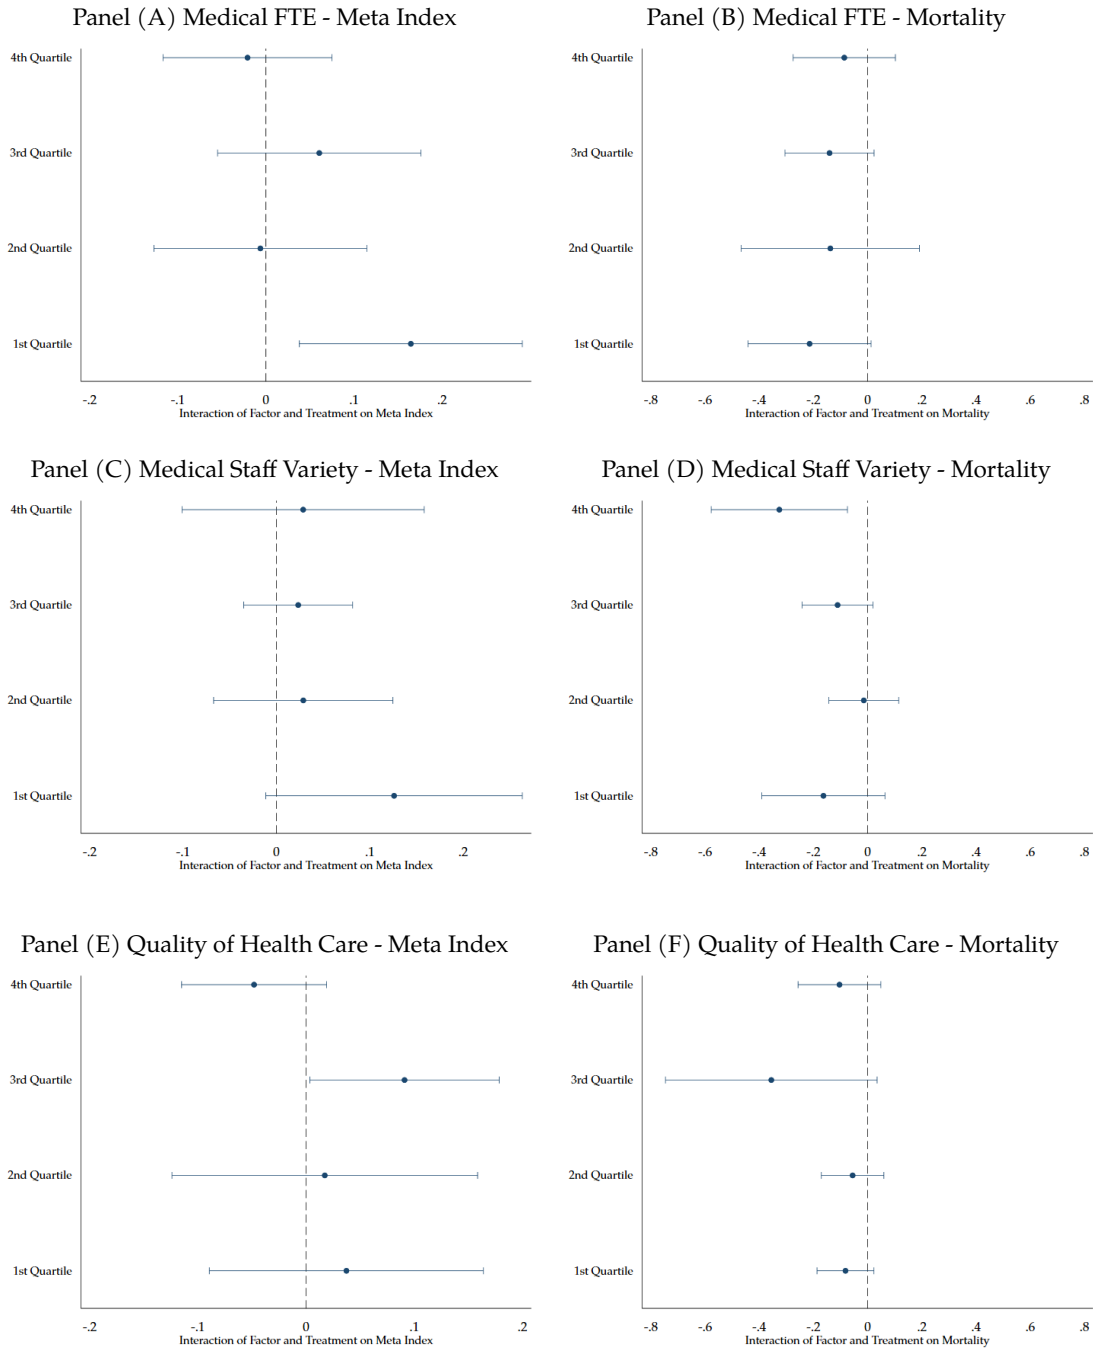 Panel (A) Medical FTE - Meta Index
4th Quartile
3rd Quartile
2nd Quartile
1st Quartile
-.2 -.1 0 .1 .2
Interaction of Factor and Treatment on Meta Index
Panel (B) Medical FTE - Mortality
4th Quartile
3rd Quartile
2nd Quartile
1st Quartile
-.8 -.6 -.4 -.2 0 .2 .4 .6 .8
Interaction of Factor and Treatment on Mortality
Panel (C) Medical Staff Variety - Meta Index
4th Quartile
3rd Quartile
2nd Quartile
1st Quartile
-.2 -.1 0 .1 .2
Interaction of Factor and Treatment on Meta Index
Panel (D) Medical Staff Variety - Mortality
4th Quartile
3rd Quartile
2nd Quartile
1st Quartile
-.8 -.6 -.4 -.2 0 .2 .4 .6 .8
Interaction of Factor and Treatment on Mortality
Panel (E) Quality of Health Care - Meta Index
4th Quartile
3rd Quartile
2nd Quartile
1st Quartile
-.2 -.1 0 .1 .2
Interaction of Factor and Treatment on Meta Index
Panel (F) Quality of Health Care - Mortality
4th Quartile
3rd Quartile
2nd Quartile
1st Quartile
-.8 -.6 -.4 -.2 0 .2 .4 .6 .8
Interaction of Factor and Treatment on Mortality